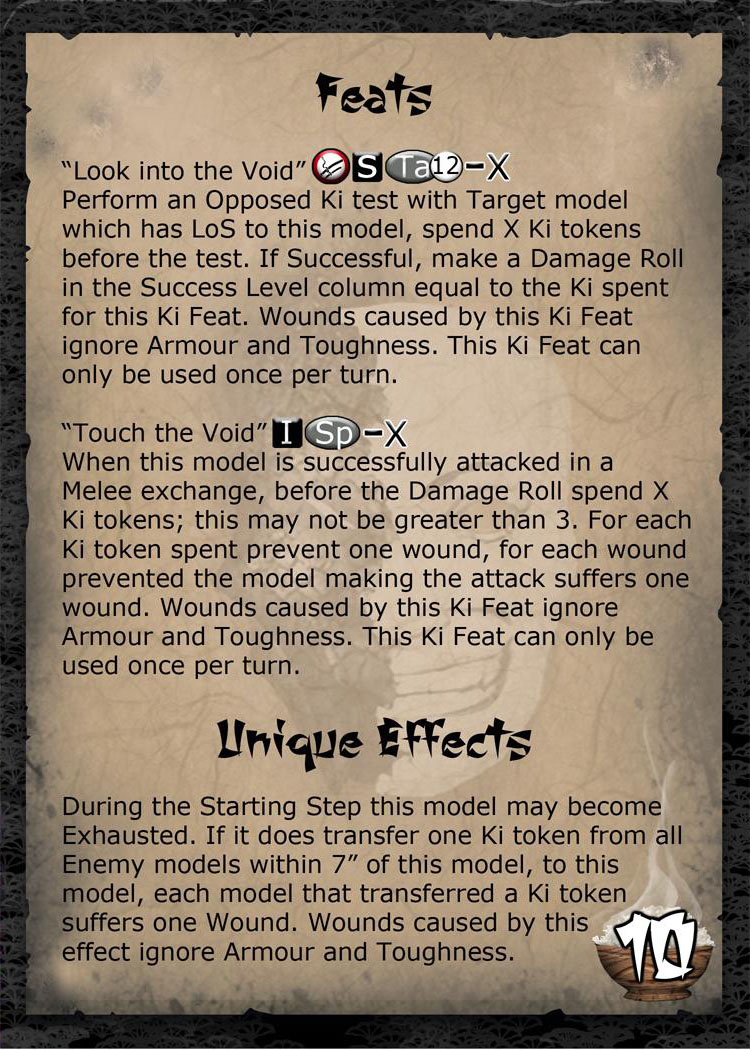 Feats
“Look into the Void” S Ta 12 -X
Perform an Opposed Ki test with Target model
which has LoS to this model, spend X Ki tokens
before the test. If Successful, make a Damage Roll
in the Success Level column equal to the Ki spent
for this Ki Feat. Wounds caused by this Ki Feat
ignore Armour and Toughness. This Ki Feat can
only be used once per turn.
“Touch the Void” I Sp -X
When this model is successfully attacked in a
Melee exchange, before the Damage Roll spend X
Ki tokens; this may not be greater than 3. For each
Ki token spent prevent one wound, for each wound
prevented the model making the attack suffers one
wound. Wounds caused by this Ki Feat ignore
Armour and Toughness. This Ki Feat can only be
used once per turn.
Unique Effects
During the Starting Step this model may become
Exhausted. If it does transfer one Ki token from all
Enemy models within 7” of this model, to this
model, each model that transferred a Ki token
suffers one Wound. Wounds caused by this
effect ignore Armour and Toughness.
10